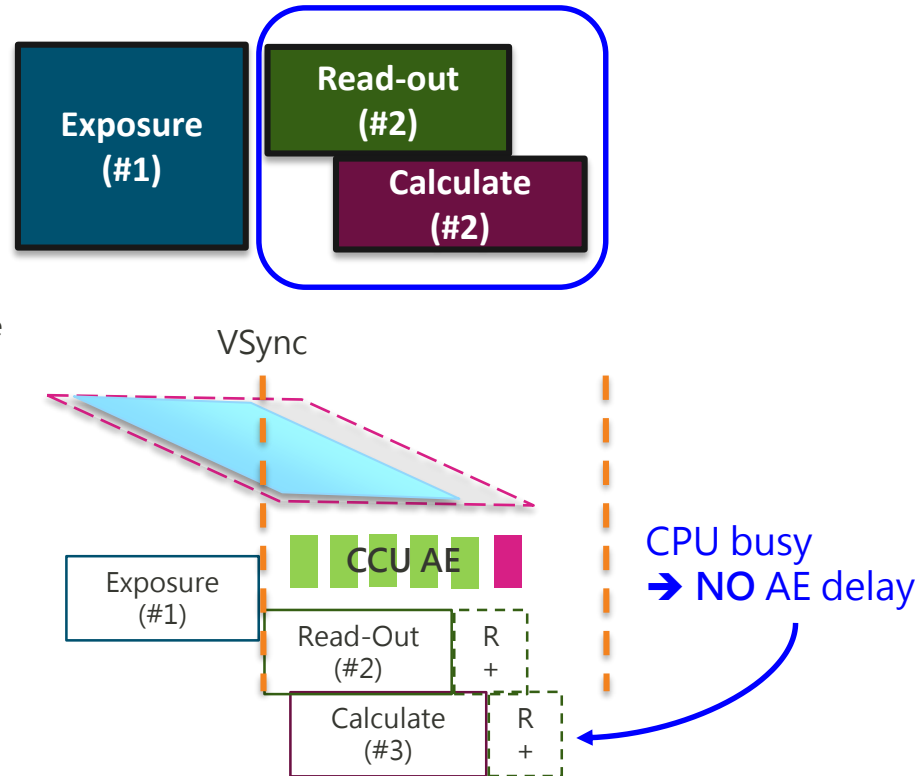 Exposure
(#1)
Read-out
(#2)
Calculate
(#2)
e
VSync
CCU AE
CPU busy
➔ NO AE delay
Exposure
(#1)
Read-Out
(#2)
R
+
Calculate
(#3)
R
+